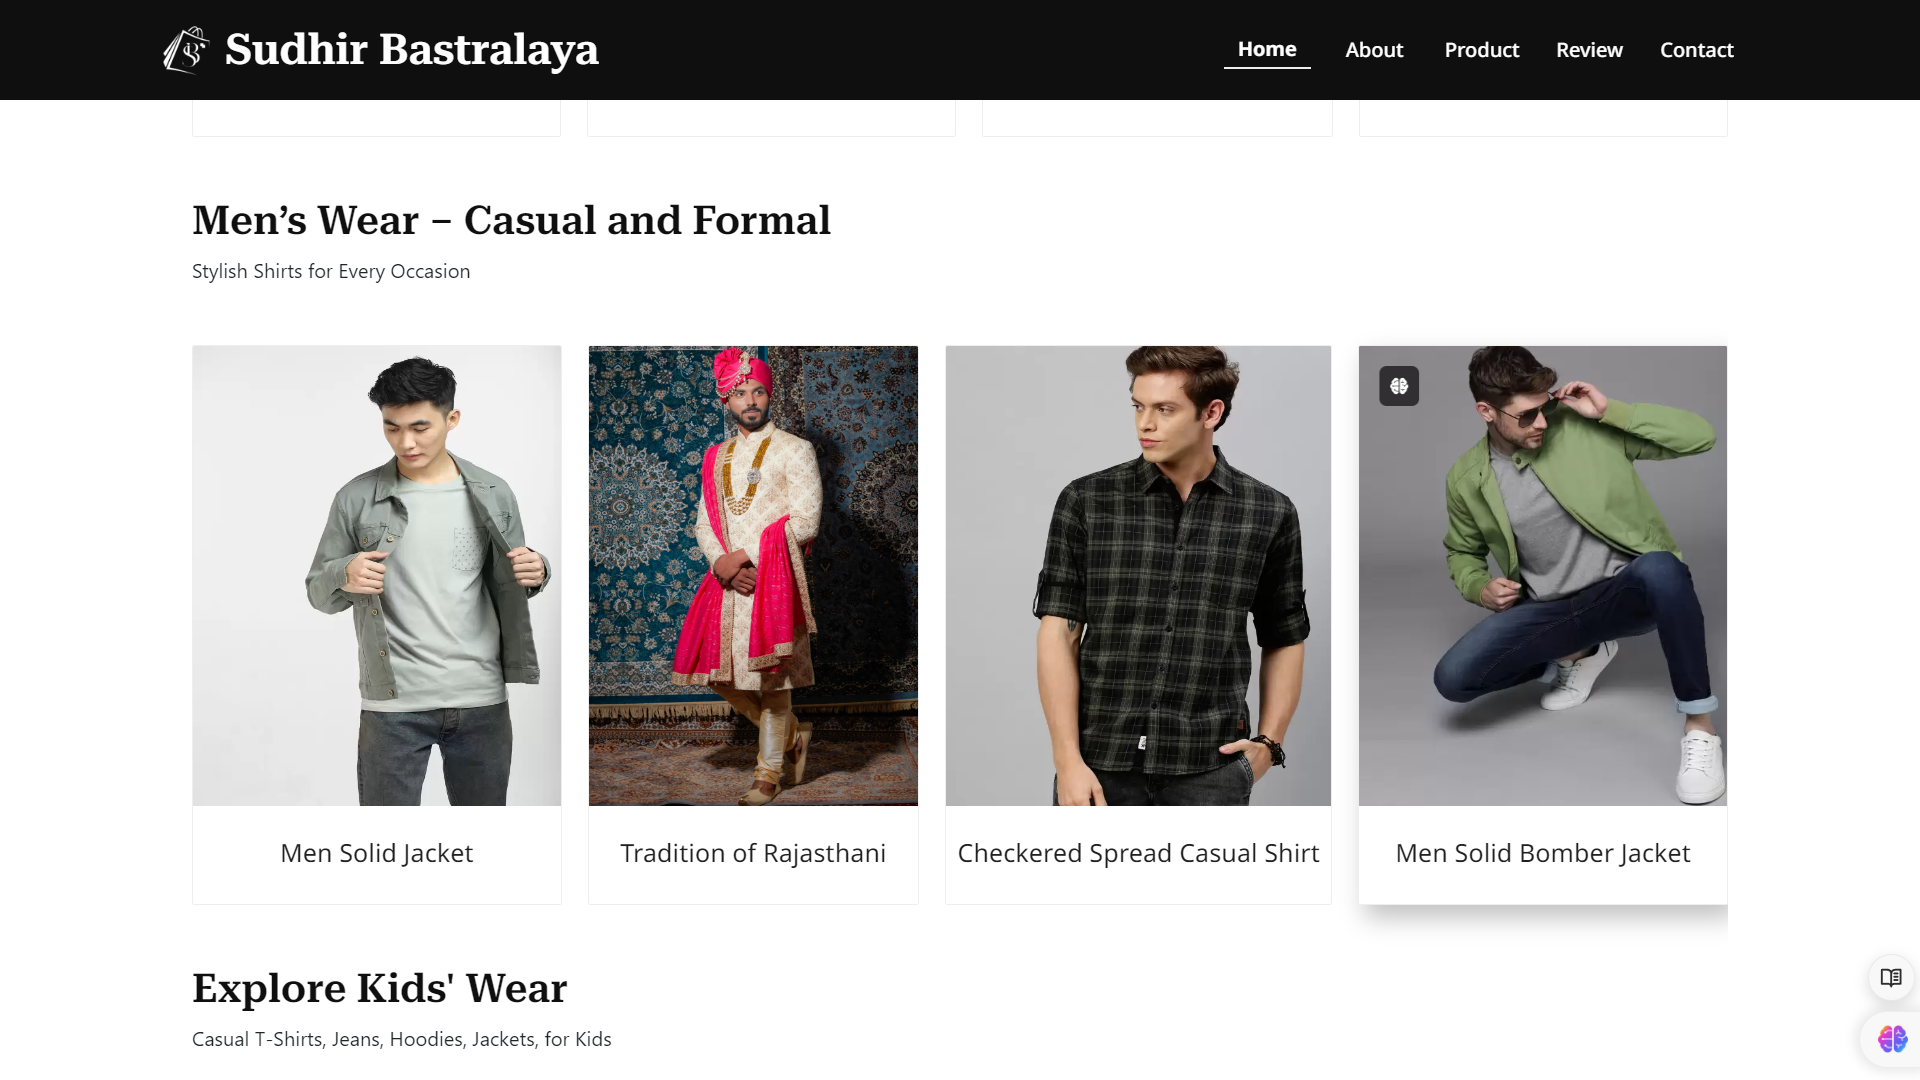 Sudhir Bastralaya
Home About Product Review Contact
Men’s Wear – Casual and Formal
Stylish Shirts for Every Occasion
Men Solid Jacket
Tradition of Rajasthani
Checkered Spread Casual Shirt
Men Solid Bomber Jacket
Explore Kids' Wear
Casual T-Shirts, Jeans, Hoodies, Jackets, for Kids